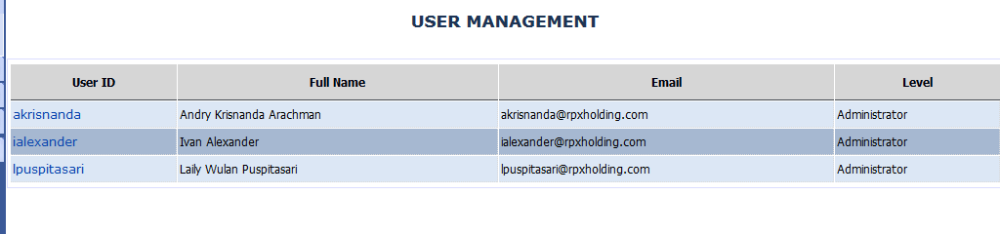 USER MANAGEMENT
User ID Full Name Email Level
akrisnanda Andry Krisnanda Arachman akrisnanda@rpxholding.com Administrator
ialexander Ivan Alexander ialexander@rpxholding.com Administrator
lpuspitasari Laily Wulan Puspitasari lpuspitasari@rpxholding.com Administrator